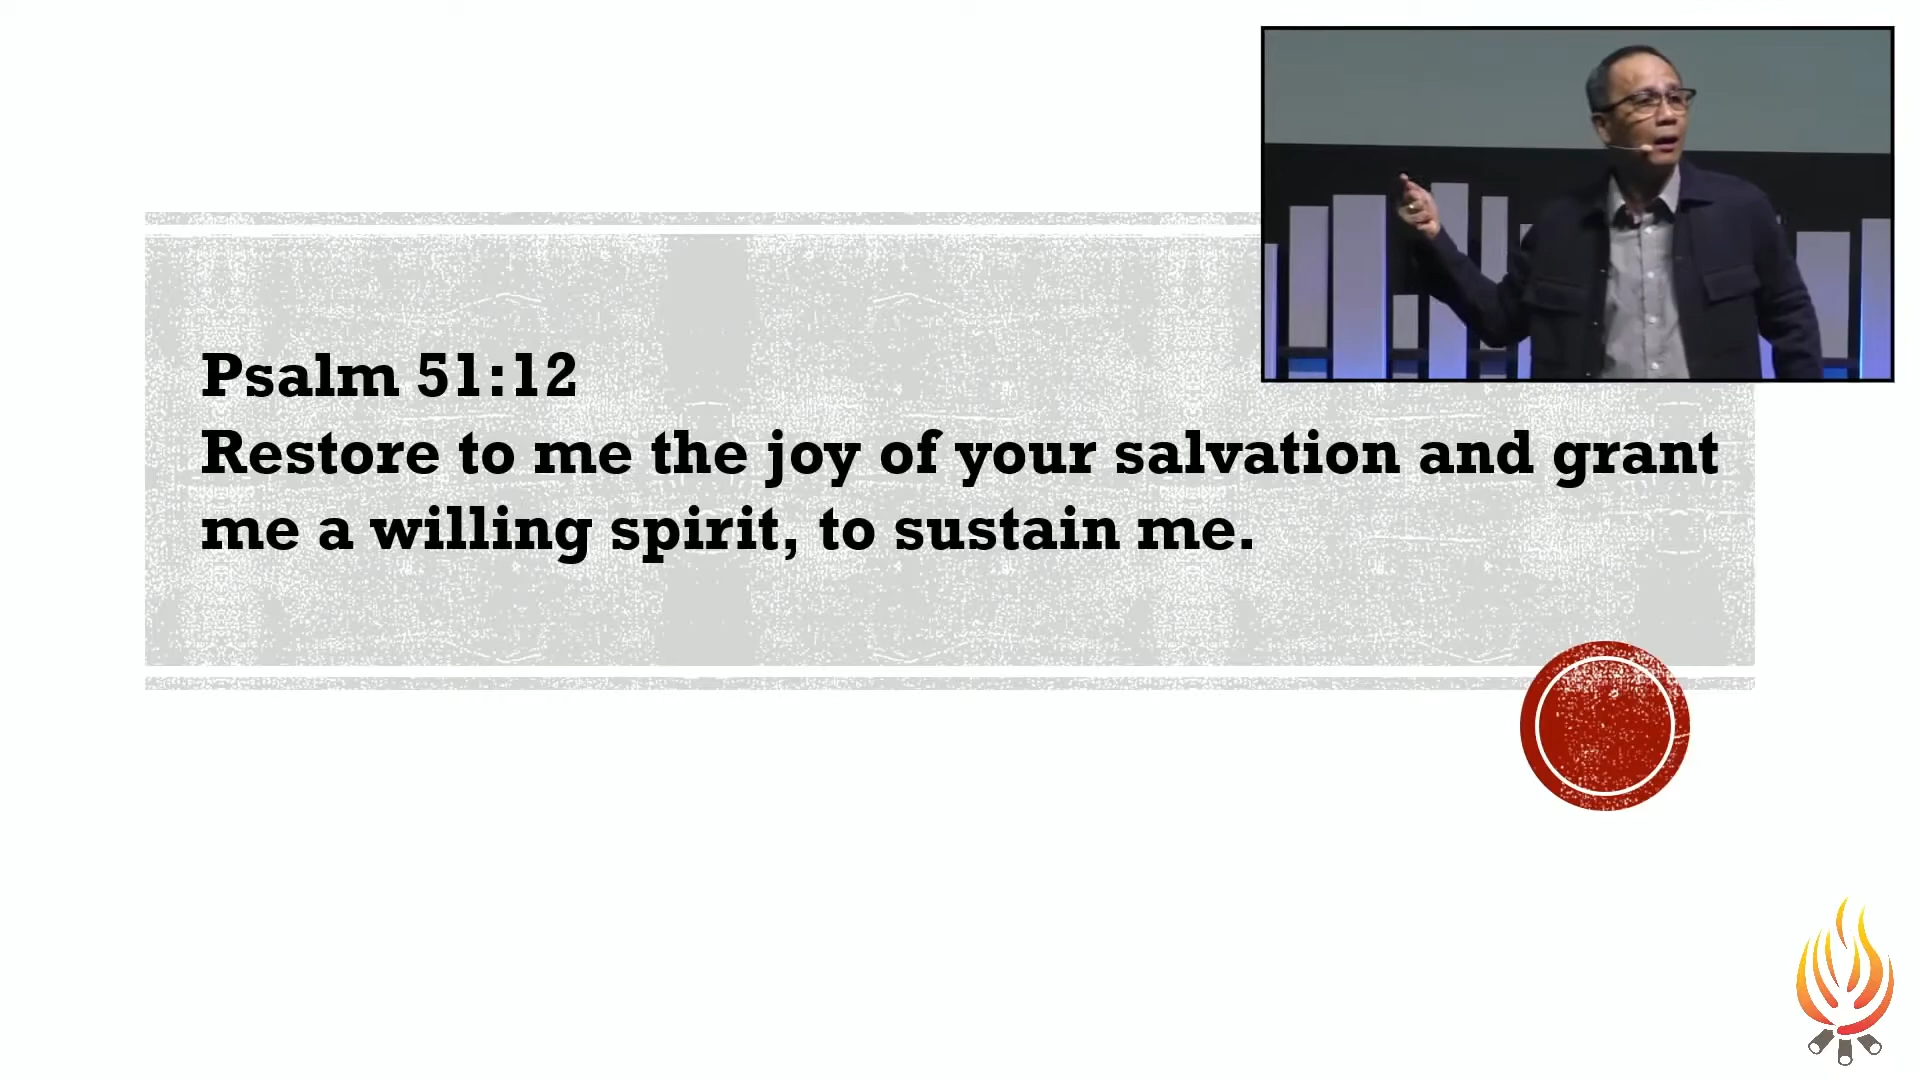 Psalm 51:12
Restore to me the joy of your salvation and grant
me a willing spirit, to sustain me.